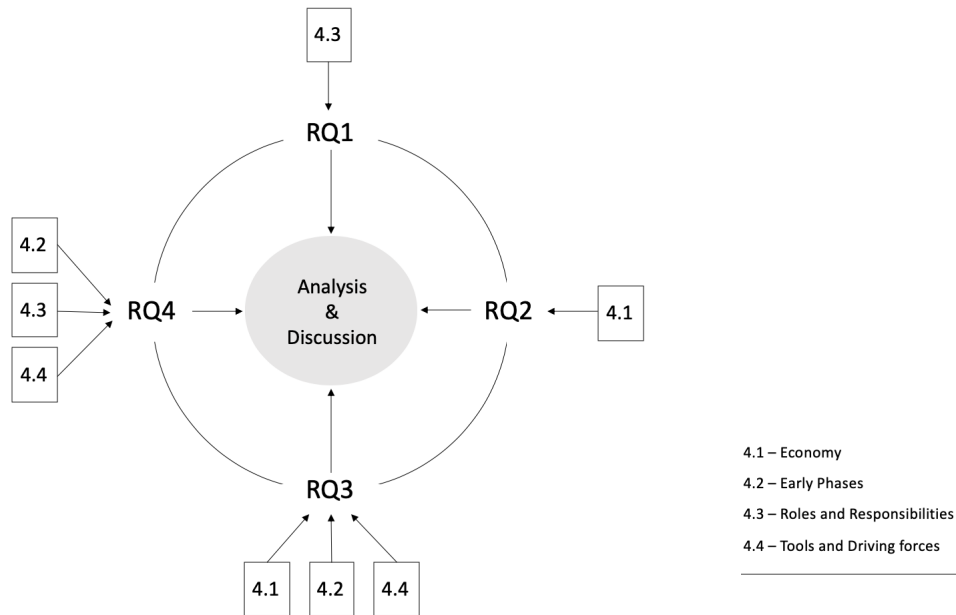 4.3
RQ1
4.2
4.3
4.4
RQ4
Analysis
&
Discussion
RQ2
4.1
RQ3
4.1
4.2
4.4
4.1 – Economy
4.2 – Early Phases
4.3 – Roles and Responsibilities
4.4 – Tools and Driving forces